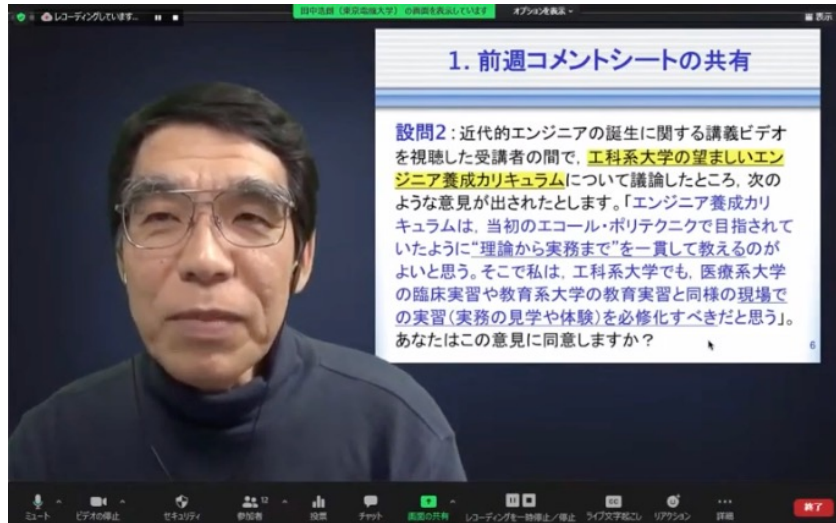 レコーディングしています...
田中浩朗（東京電機大学）の画面を表示しています
オプションを表示
表示
1. 前週コメントシートの共有
設問2：近代的エンジニアの誕生に関する講義ビデオ
を視聴した受講者の間で，工科系大学の望ましいエン
ジニア養成カリキュラムについて議論したところ，次の
ような意見が出されたとします。「エンジニア養成カリ
キュラムは，当初のエコール・ポリテクニクで目指されて
いたように“理論から実務まで”を一貫して教えるのが
よいと思う。そこで私は，工科系大学でも，医療系大学
の臨床実習や教育系大学の教育実習と同様の現場で
の実習（実務の見学や体験）を必修化すべきだと思う」。
あなたはこの意見に同意しますか？
6
ミュート
ビデオの停止
セキュリティ
12
参加者
投票
チャット
画面の共有
レコーディングを一時停止／停止
CC
ライブ文字起こし
リアクション
詳細
終了